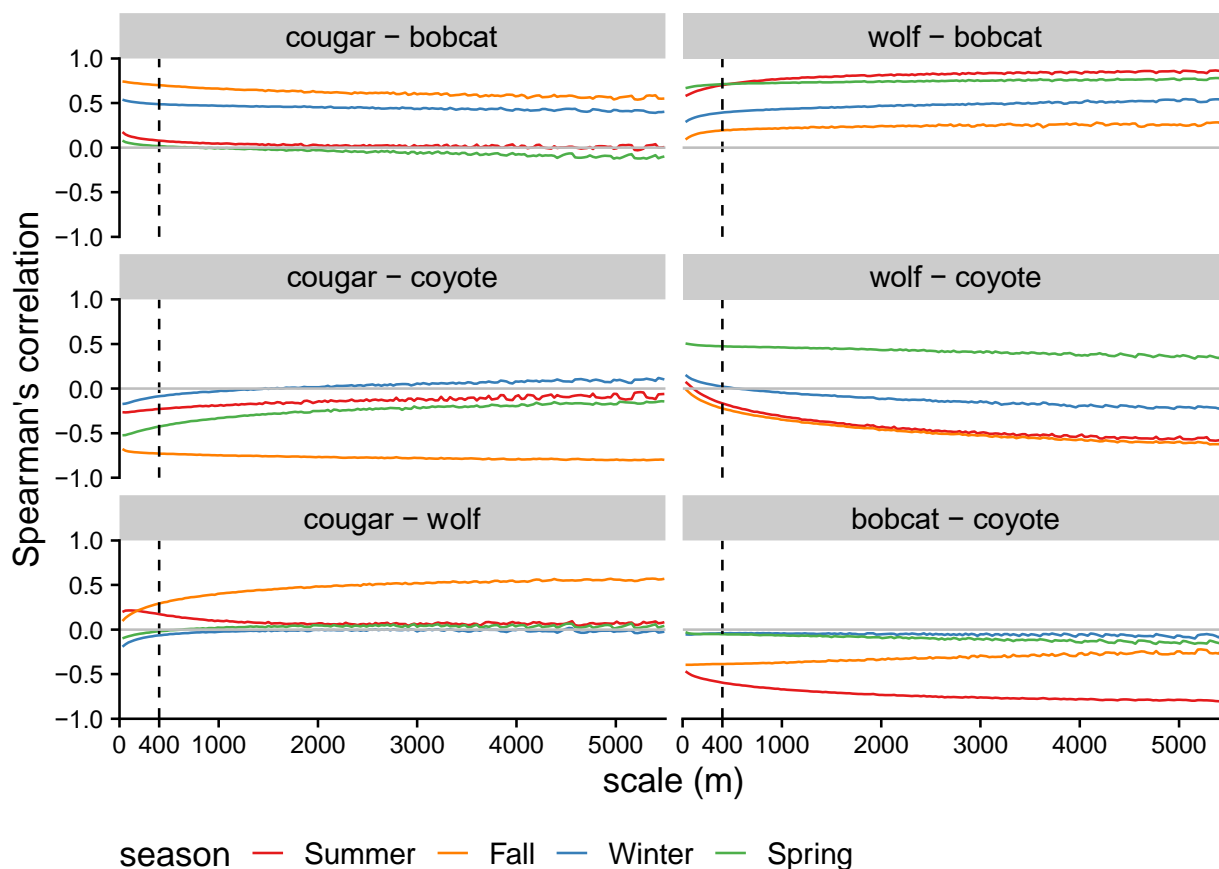 cougar − bobcat
wolf − bobcat
1.0
0.5
0.0
−0.5
−1.0
cougar − coyote
wolf − coyote
1.0
0.5
0.0
−0.5
−1.0
cougar − wolf
bobcat − coyote
1.0
0.5
0.0
−0.5
−1.0
0 400 1000 2000 3000 4000 5000
0 400 1000 2000 3000 4000 5000
Spearman's correlation
scale (m)
season Summer Fall Winter Spring